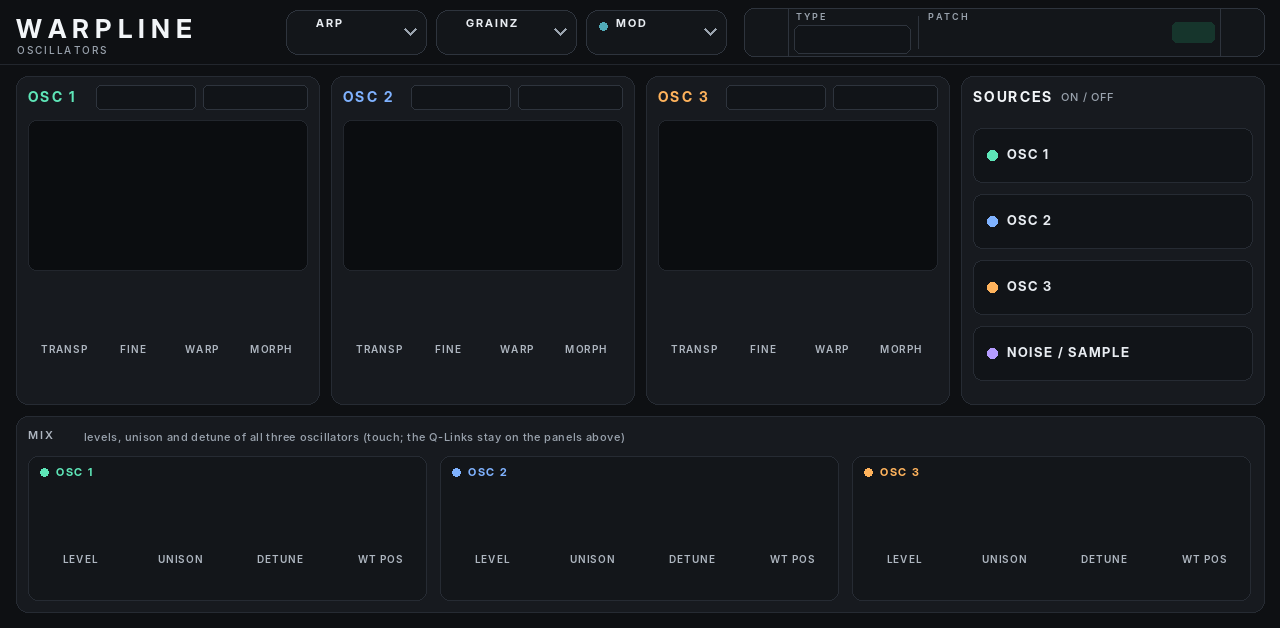 WARPLINE
OSCILLATORS
ARP
GRAINZ
MOD
TYPE
PATCH
OSC 1
OSC 2
OSC 3
SOURCES ON / OFF
OSC 1
OSC 2
OSC 3
NOISE / SAMPLE
TRANSP FINE WARP MORPH
TRANSP FINE WARP MORPH
TRANSP FINE WARP MORPH
MIX levels, unison and detune of all three oscillators (touch; the Q-Links stay on the panels above)
OSC 1
LEVEL UNISON DETUNE WT POS
OSC 2
LEVEL UNISON DETUNE WT POS
OSC 3
LEVEL UNISON DETUNE WT POS